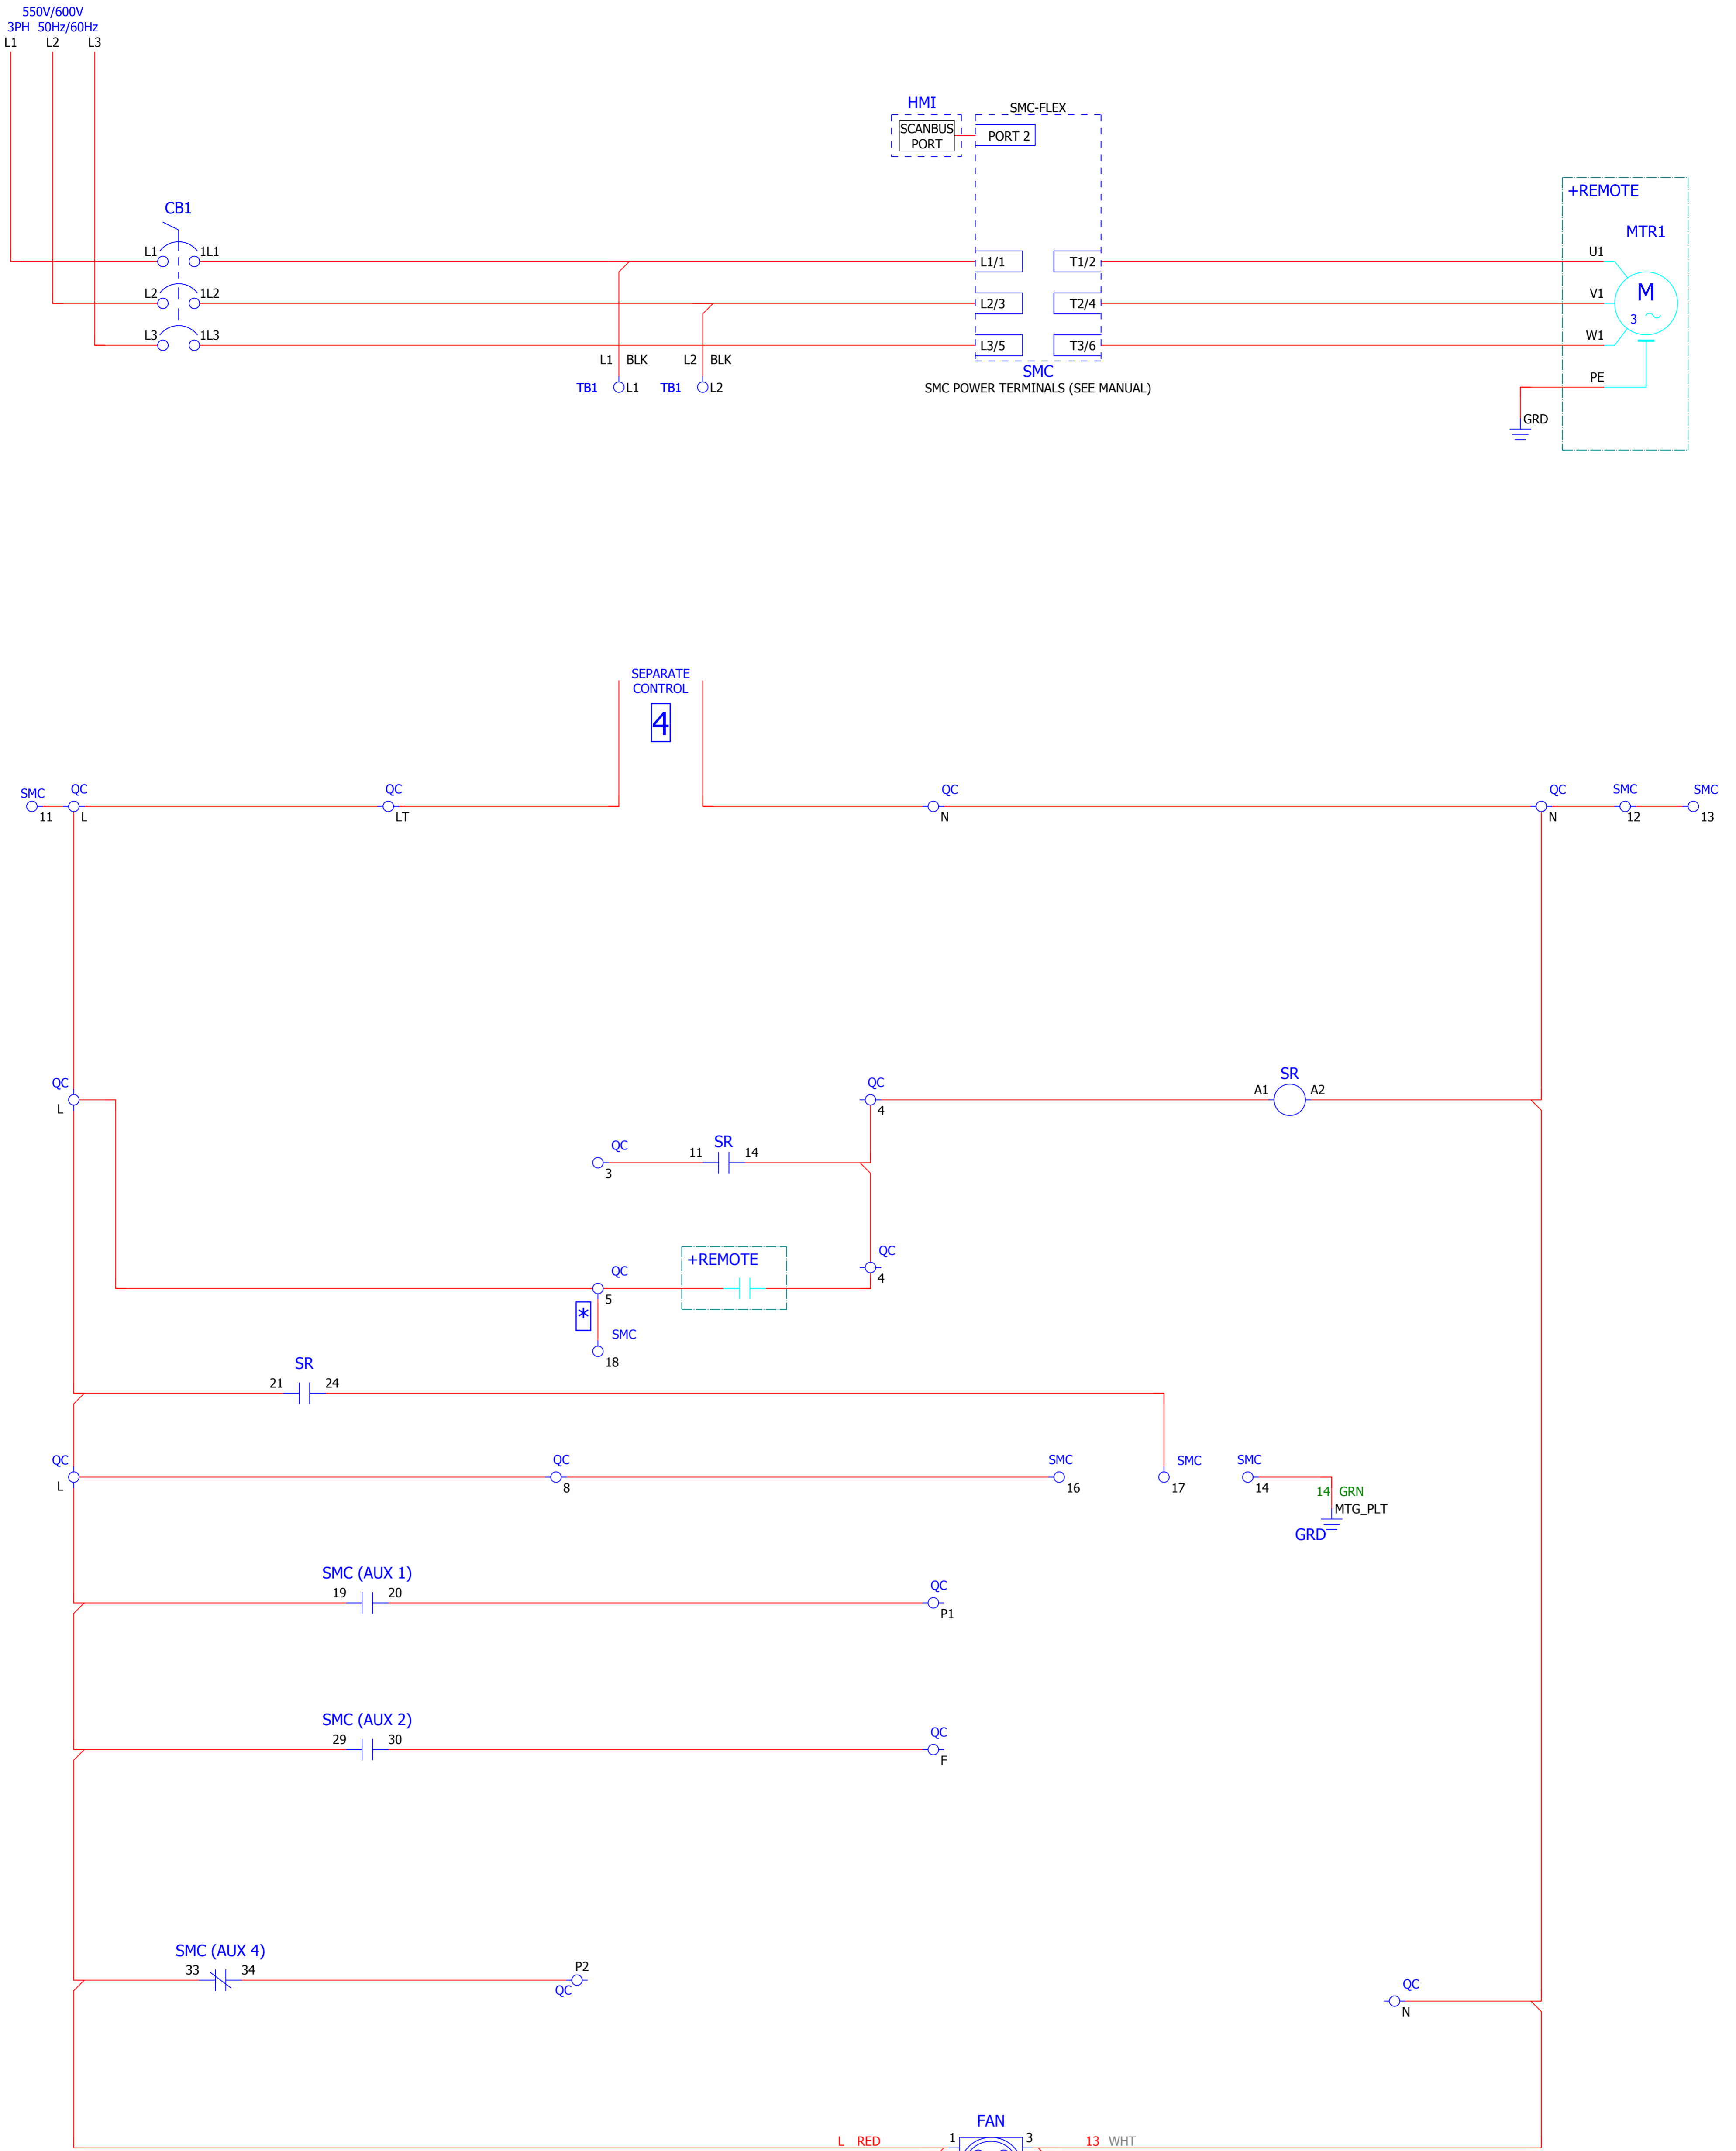 550V/600V
3PH 50Hz/60Hz
L1 L2 L3
HMI
SMC-FLEX
SCANBUS
PORT
PORT 2
+REMOTE
CB1
MTR1
L1 1L1 L1/1 T1/2 U1
L2 1L2 L2/3 T2/4 V1
M
3
L3 1L3 L3/5 T3/6 W1
L1 BLK L2 BLK
SMC
PE
TB1 L1 TB1 L2
SMC POWER TERMINALS (SEE MANUAL)
GRD
SEPARATE
CONTROL
4
SMC QC QC QC QC SMC SMC
11 L LT N N 12 13
QC QC SR
A1 A2
L 4
QC 11 SR 14
3
QC
+REMOTE
4
QC
5
*
SMC
18
SR
21 24
QC QC SMC SMC SMC
L 8 16 17 14
14 GRN
MTG_PLT
GRD
SMC (AUX 1)
19 20 QC
P1
SMC (AUX 2)
29 30 QC
F
SMC (AUX 4)
33 34 P2
QC
QC
N
FAN
L RED 1 3 13 WHT